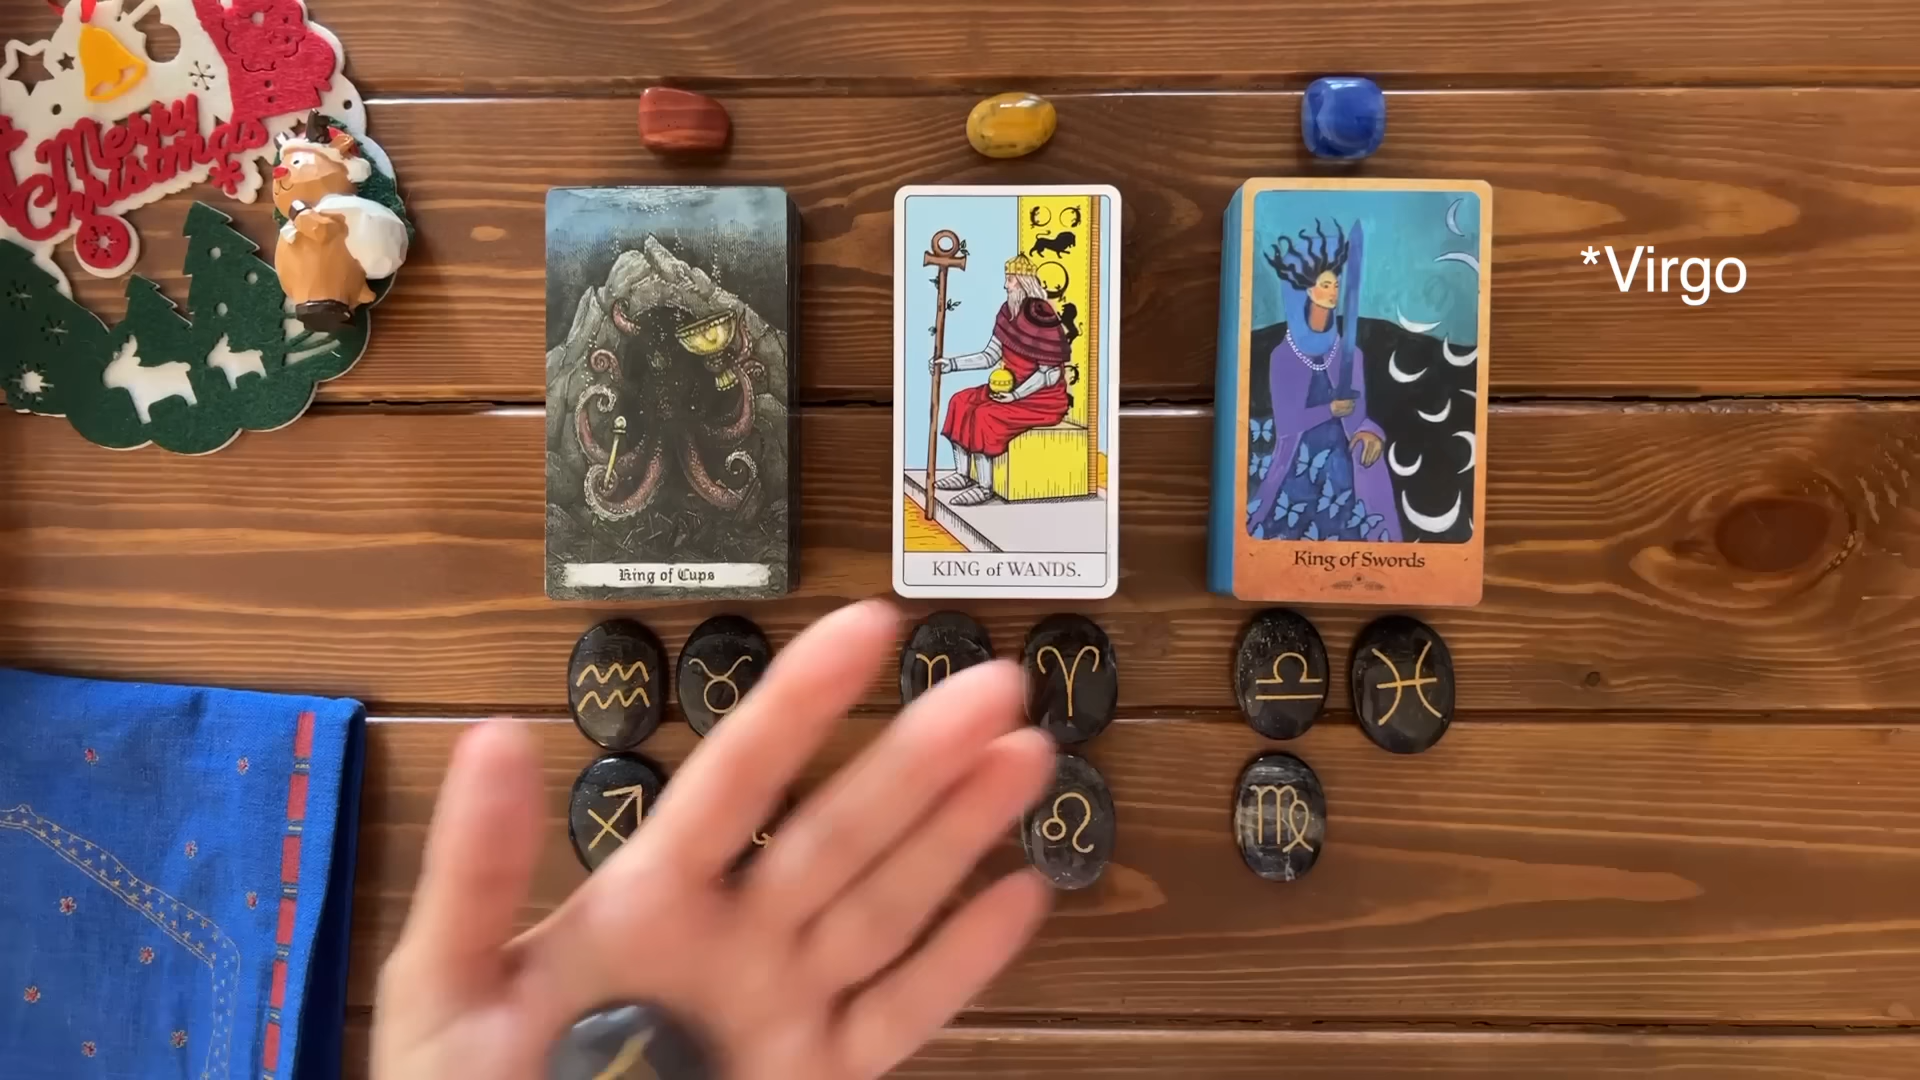 Merry
Christmas
*Virgo
King of Cups
KING of WANDS.
King of Swords